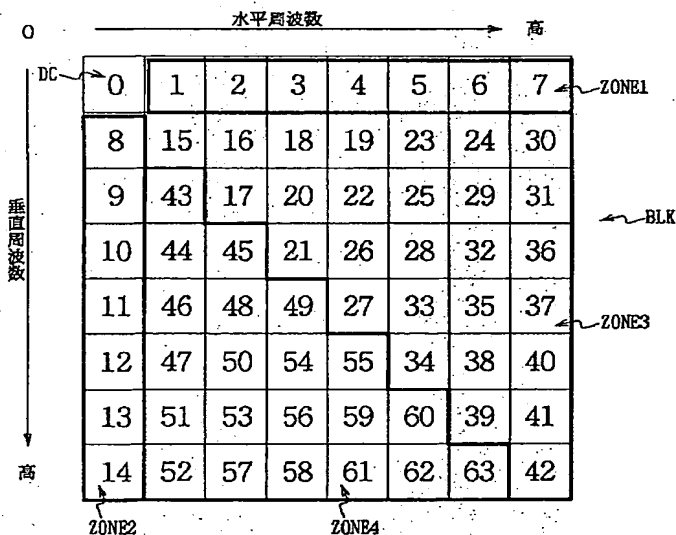 水平周波数
0 高
DC
0 1 2 3 4 5 6 7 ZONE1
8 15 16 18 19 23 24 30
9 43 17 20 22 25 29 31
垂直周波数
BLK
10 44 45 21 26 28 32 36
11 46 48 49 27 33 35 37
ZONE3
12 47 50 54 55 34 38 40
13 51 53 56 59 60 39 41
高
14 52 57 58 61 62 63 42
ZONE2 ZONE4